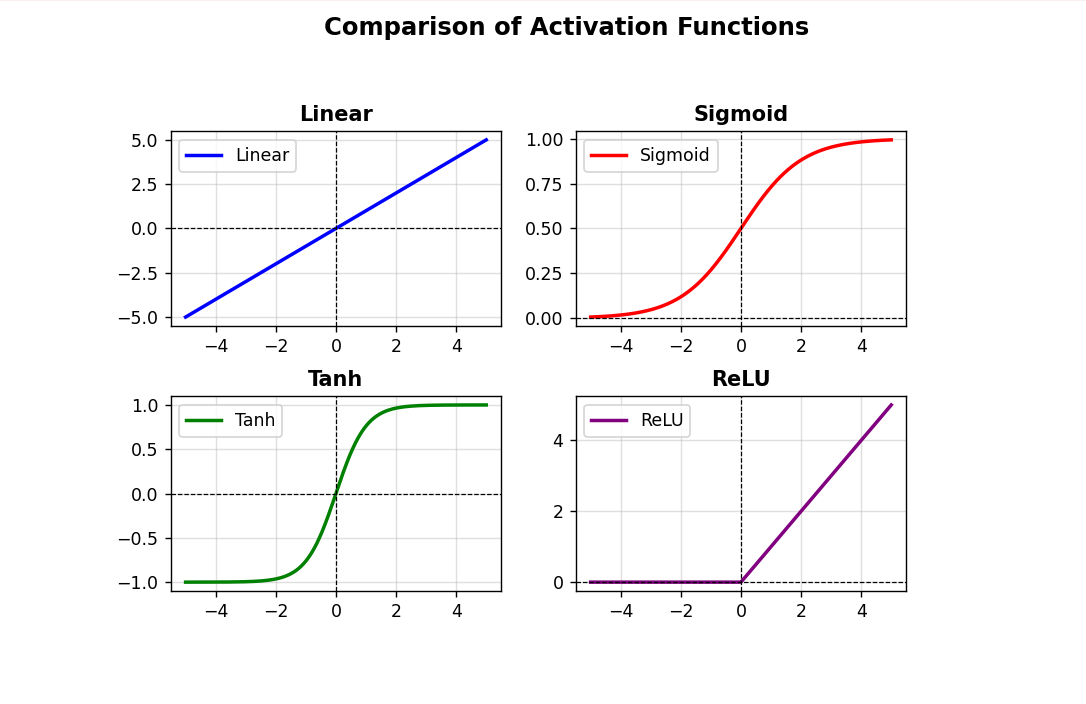 Comparison of Activation Functions
Linear
5.0
2.5
0.0
−2.5
−5.0
Linear
−4 −2 0 2 4
Sigmoid
1.00
0.75
0.50
0.25
0.00
Sigmoid
−4 −2 0 2 4
Tanh
1.0
0.5
0.0
−0.5
−1.0
Tanh
−4 −2 0 2 4
ReLU
4
2
0
ReLU
−4 −2 0 2 4